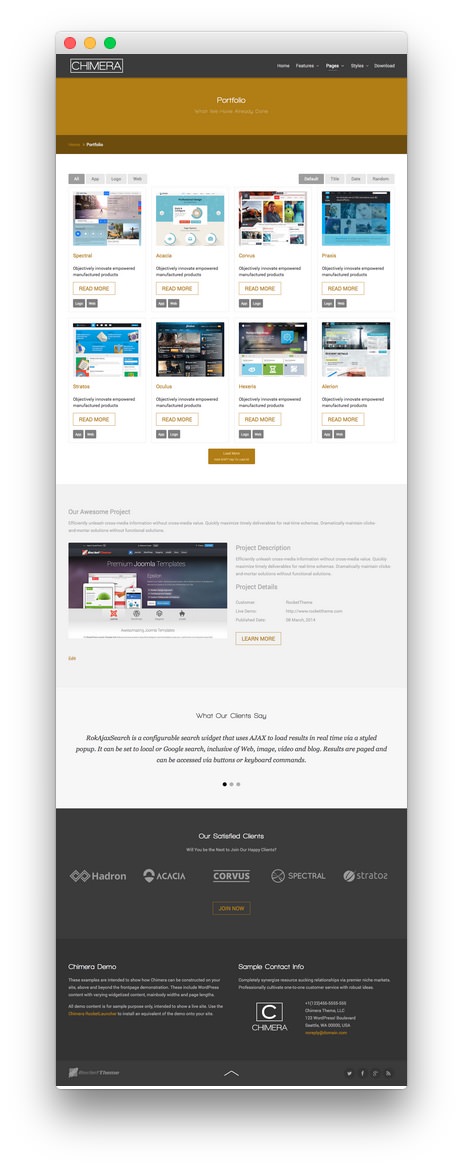 CHIMERA
Home Features Pages Styles Download
Portfolio
What We Have Already Done
Home > Portfolio
All App Logo Web
Default Title Date Random
Spectral Acacia Corvus Praxis
Objectively innovate empowered manufactured products
Objectively innovate empowered manufactured products
Objectively innovate empowered manufactured products
Objectively innovate empowered manufactured products
READ MORE READ MORE READ MORE READ MORE
Logo Web App Web App Logo App Web
Stratos Oculus Hexeris Alerion
Objectively innovate empowered manufactured products
Objectively innovate empowered manufactured products
Objectively innovate empowered manufactured products
Objectively innovate empowered manufactured products
READ MORE READ MORE READ MORE READ MORE
App Web App Logo Logo Web App Web
Load More
Our Awesome Project
Efficiently unleash cross-media information without cross-media value. Quickly maximize timely deliverables for real-time schemas. Dramatically maintain clicks
-and-mortar solutions without functional solutions.
RocketTheme
Premium Joomla Templates
Epsilon
Awesomazing Joomla Templates
Project Description
Efficiently unleash cross-media information without cross-media value. Quickly
maximize timely deliverables for real-time schemas. Dramatically maintain clicks
-and-mortar solutions without functional solutions.
Project Details
Customer: RocketTheme
Live Demo: http://www.rockettheme.com
Published Date: 28 March, 2014
LEARN MORE
Edit
What Our Clients Say
RokAjaxSearch is a configurable search widget that uses AJAX to load results in real time via a styled
popup. It can be set to local or Google search, inclusive of Web, image, video and blog. Results are paged and
can be accessed via buttons or keyboard commands.
Our Satisfied Clients
Will You be the Next to Join Our Happy Clients?
Hadron ACACIA CORVUS SPECTRAL stratos
JOIN NOW
Chimera Demo
These examples are intended to show how Chimera can be constructed on your
site, above and beyond the frontpage demonstration. These include WordPress
content with varying widgetized content, mainbody widths and page lengths.
All demo content is for sample purpose only, intended to show a live site. Use the
Chimera RocketLauncher to install an equivalent of the demo onto your site.
Sample Contact Info
Completely synergize resource sucking relationships via premier niche markets.
Professionally cultivate one-to-one customer service with robust ideas.
C
CHIMERA
+1(123)456-5555-555
Chimera Theme, LLC
123 WordPress! Boulevard
Seattle, WA 00000, USA
noreply@domain.com
RocketTheme